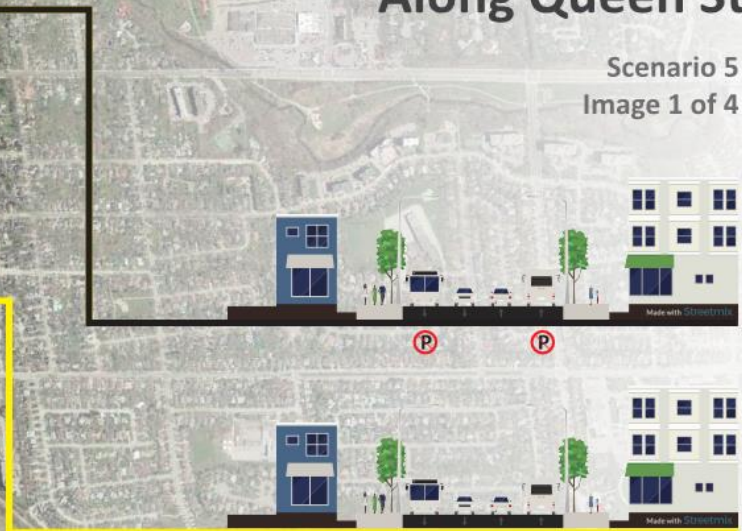 Along Queen St
Scenario 5
Image 1 of 4
Made with Streetmix
P P
Made with Streetmix